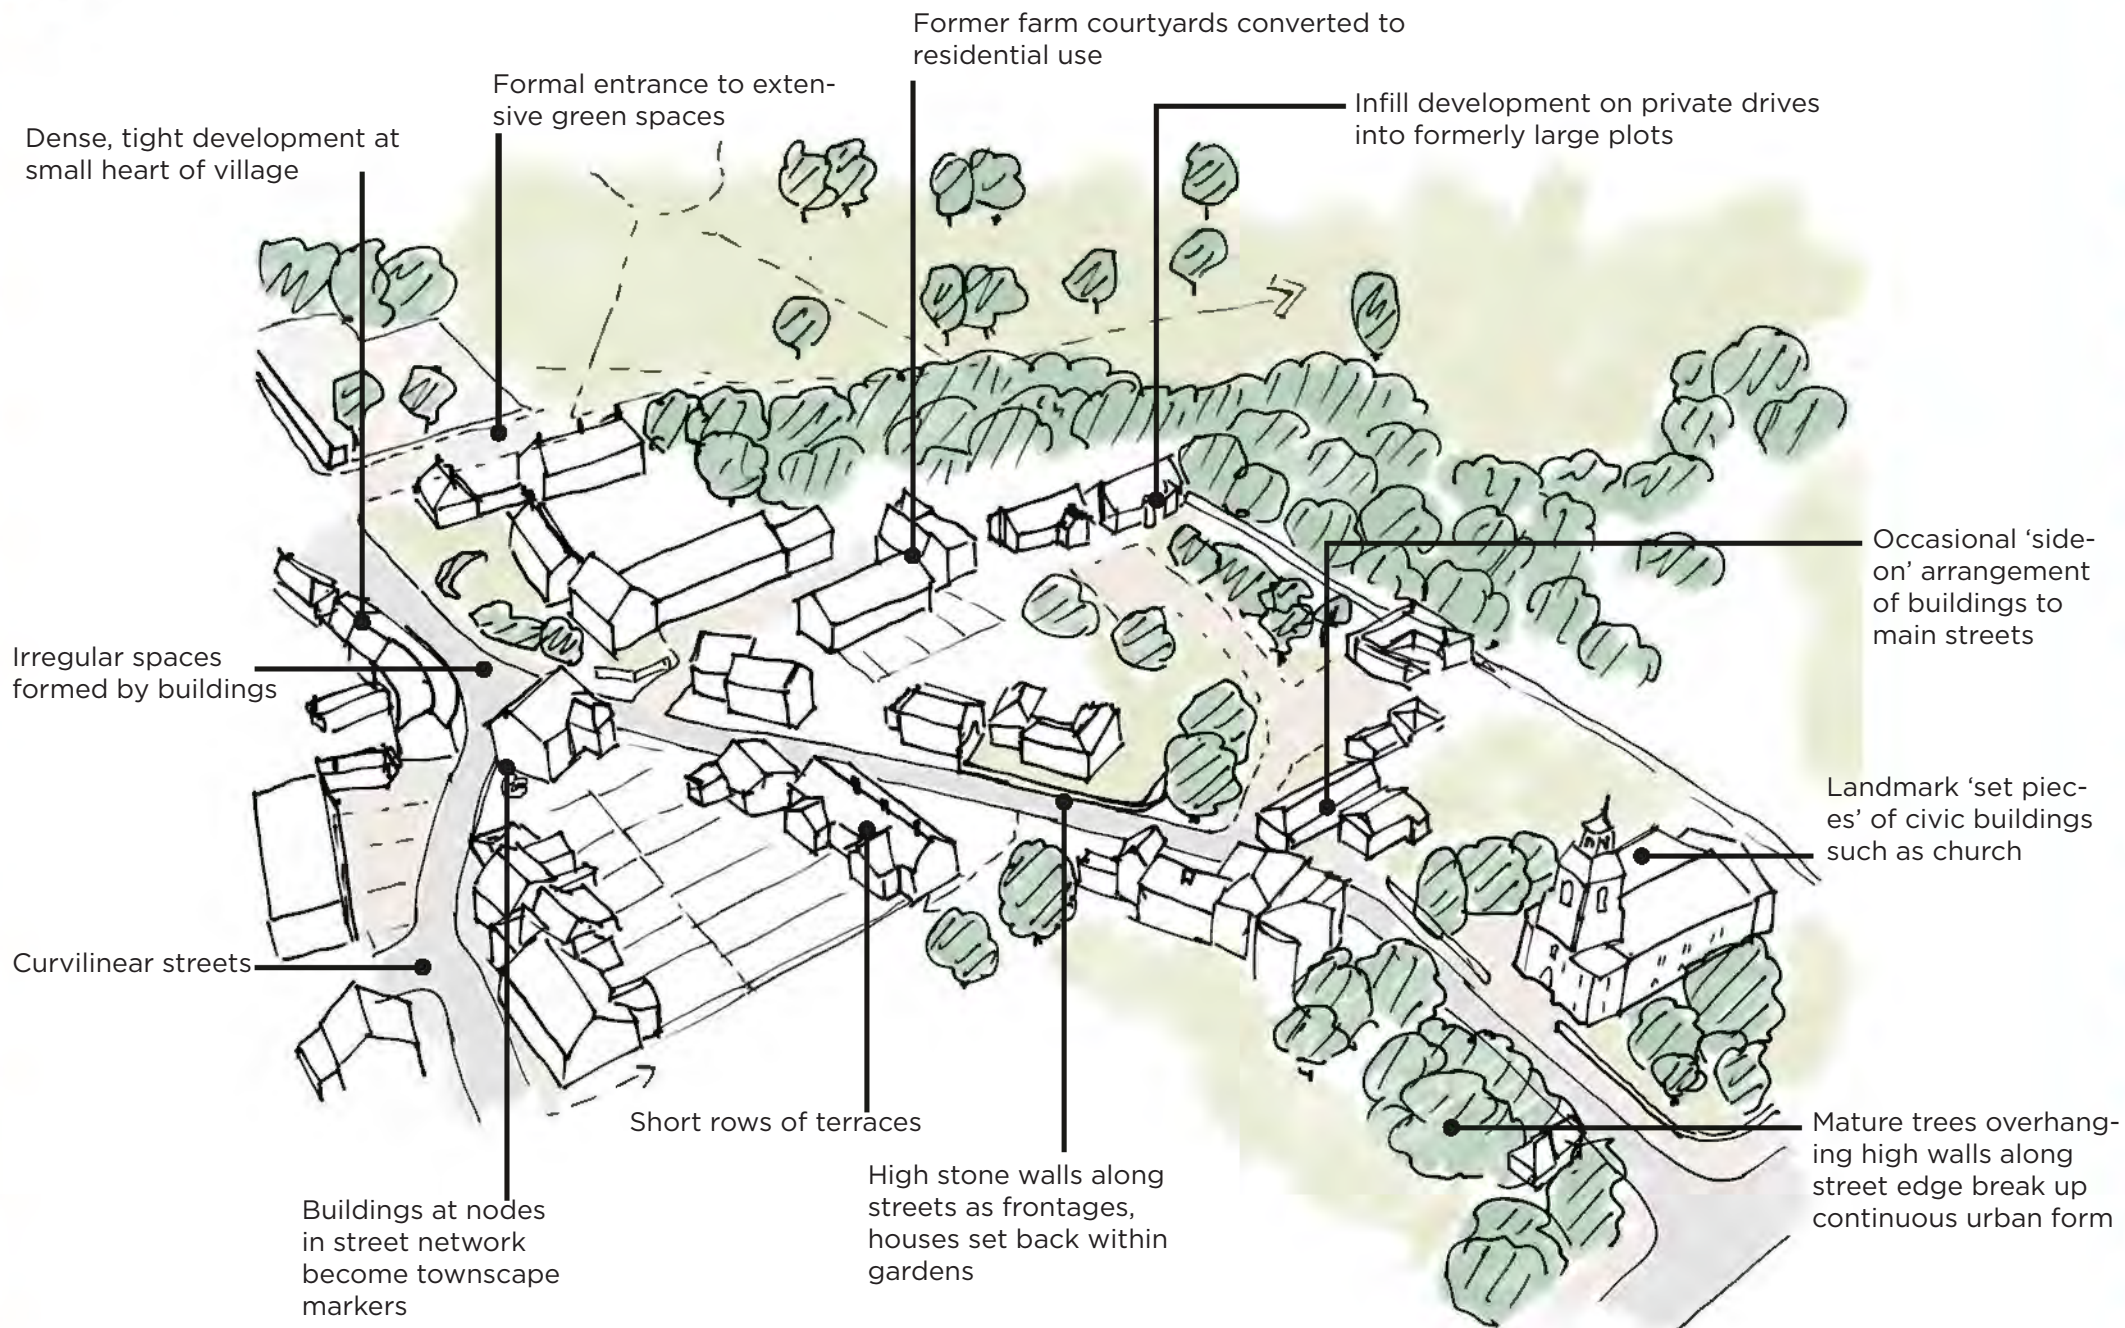 Former farm courtyards converted to
residential use
Formal entrance to exten-
sive green spaces
Infill development on private drives
into formerly large plots
Dense, tight development at
small heart of village
Occasional ‘side-
on’ arrangement
of buildings to
main streets
Irregular spaces
formed by buildings
Landmark ‘set piec-
es’ of civic buildings
such as church
Curvilinear streets
Short rows of terraces
Mature trees overhang-
ing high walls along
street edge break up
continuous urban form
High stone walls along
streets as frontages,
houses set back within
gardens
Buildings at nodes
in street network
become townscape
markers